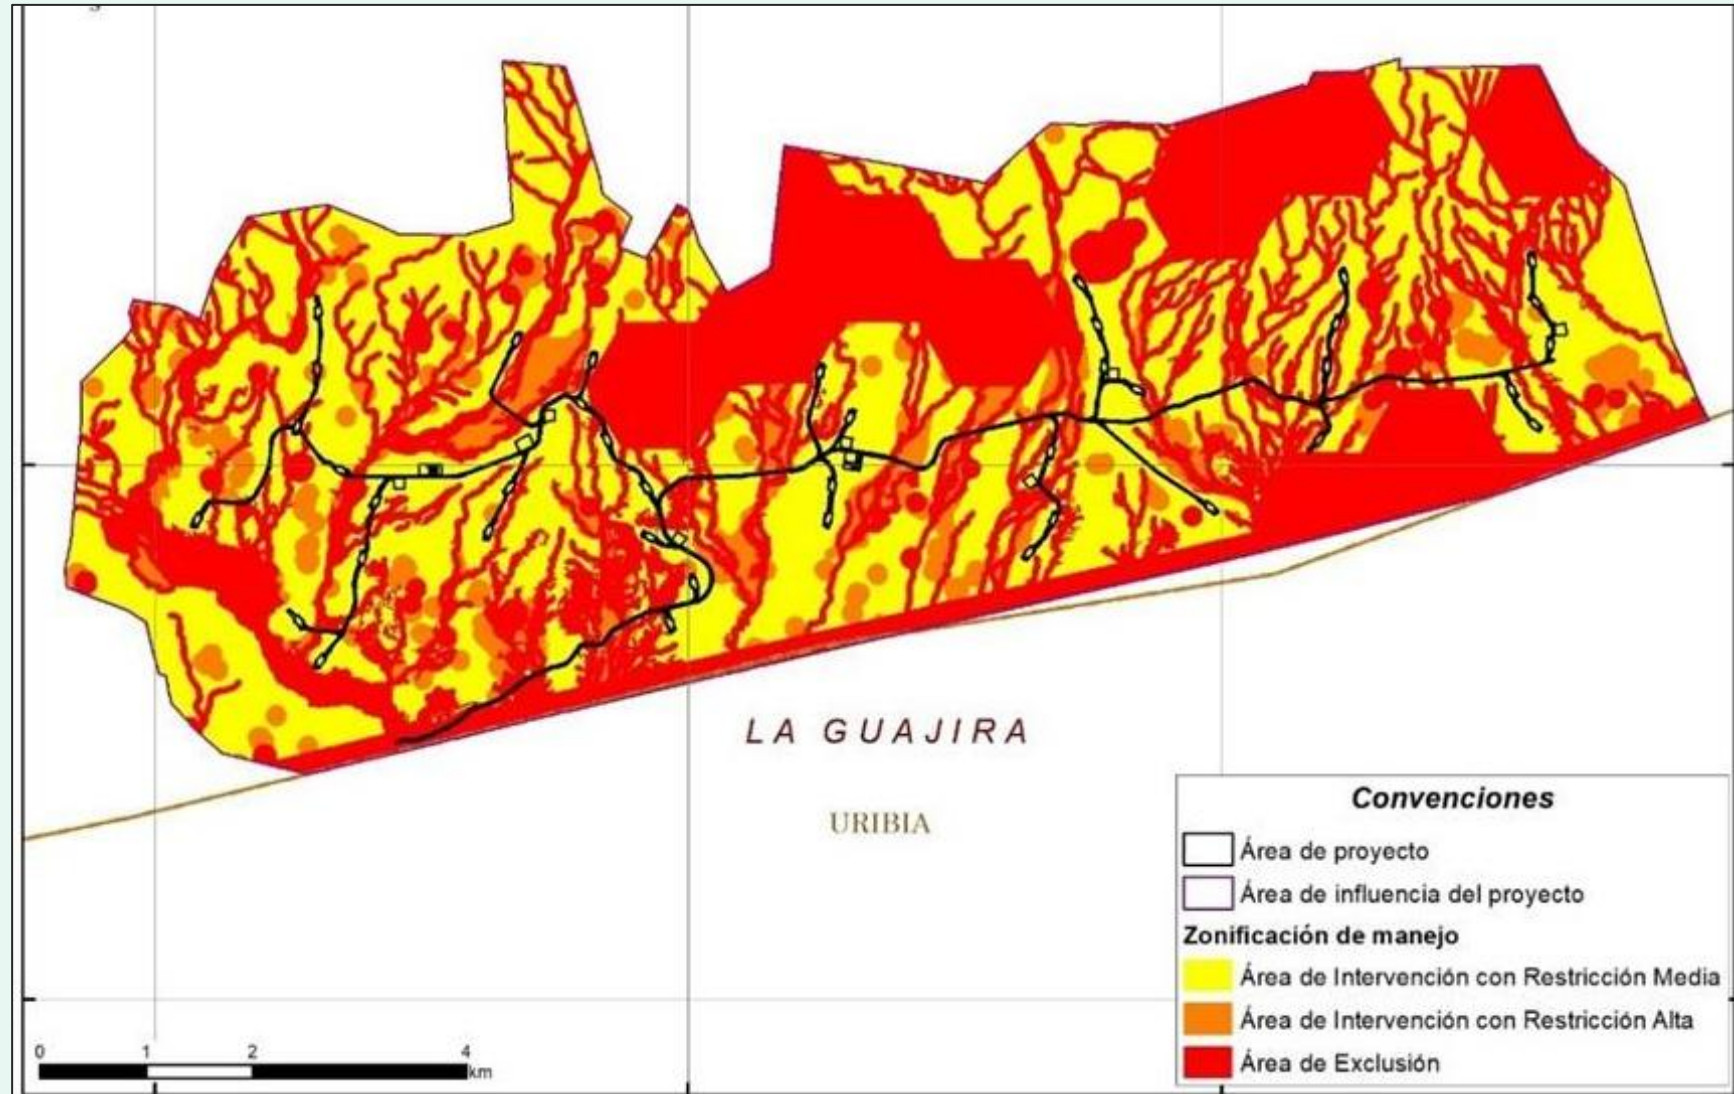 LA GUAJIRA
URIBIA
Convenciones
Área de proyecto
Área de influencia del proyecto
Zonificación de manejo
Área de Intervención con Restricción Media
Área de Intervención con Restricción Alta
Área de Exclusión
0 1 2 4
km